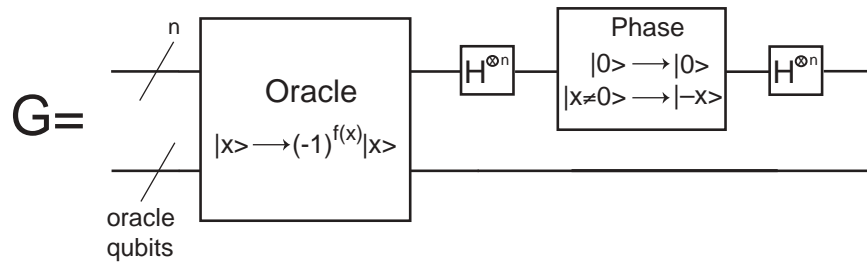 G=
n
oracle
qubits
Oracle
|x> → (-1)^f(x)|x>
H^⊗n
Phase
|0> → |0>
|x≠0> → |–x>
H^⊗n